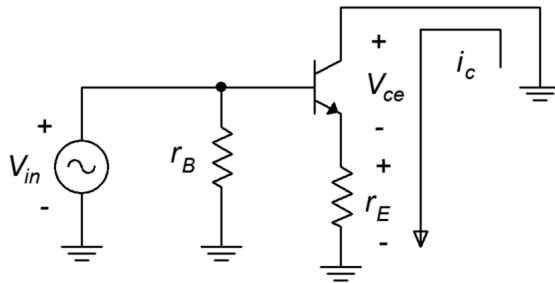 +
V_in
-
r_B
+
V_ce
-
+
r_E
-
i_c